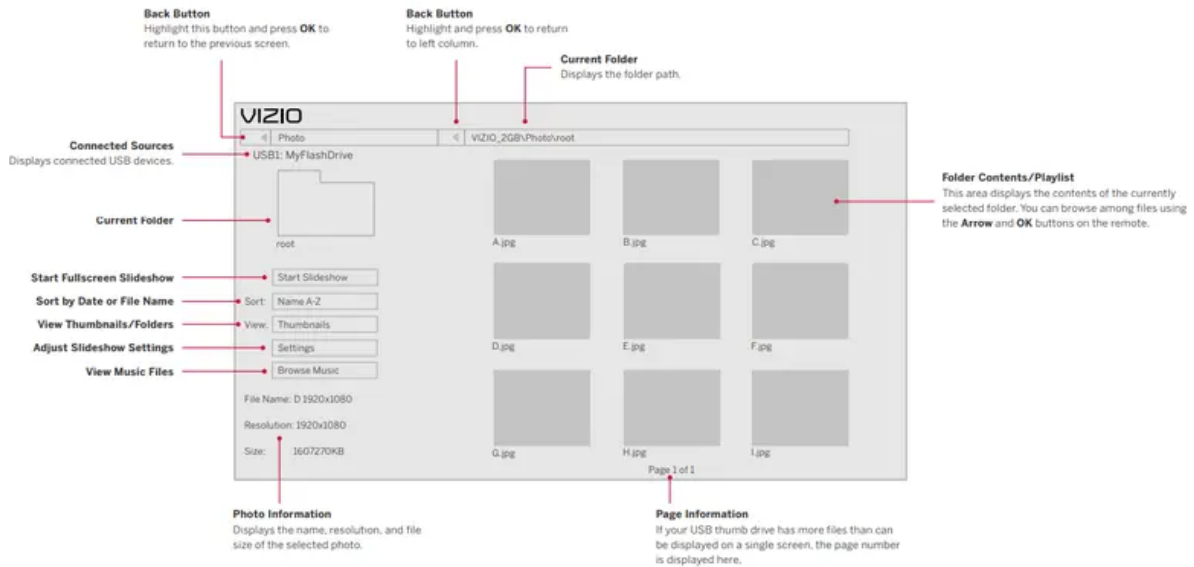 Back Button
Highlight this button and press OK to
return to the previous screen.
Back Button
Highlight and press OK to return
to left column.
Current Folder
Displays the folder path.
VIZIO
Photo
VIZIO_2GB\Photo\root
Connected Sources
Displays connected USB devices.
USB1: MyFlashDrive
Current Folder
root
A.jpg
B.jpg
C.jpg
Folder Contents/Playlist
This area displays the contents of the currently
selected folder. You can browse among files using
the Arrow and OK buttons on the remote.
Start Fullscreen Slideshow
Start Slideshow
Sort by Date or File Name
Sort: Name A-Z
View Thumbnails/Folders
View: Thumbnails
Adjust Slideshow Settings
Settings
View Music Files
Browse Music
D.jpg
E.jpg
F.jpg
File Name: D 1920x1080
Resolution: 1920x1080
Size: 1607270KB
G.jpg
H.jpg
I.jpg
Page 1 of 1
Photo Information
Displays the name, resolution, and file
size of the selected photo.
Page Information
If your USB thumb drive has more files than can
be displayed on a single screen, the page number
is displayed here.